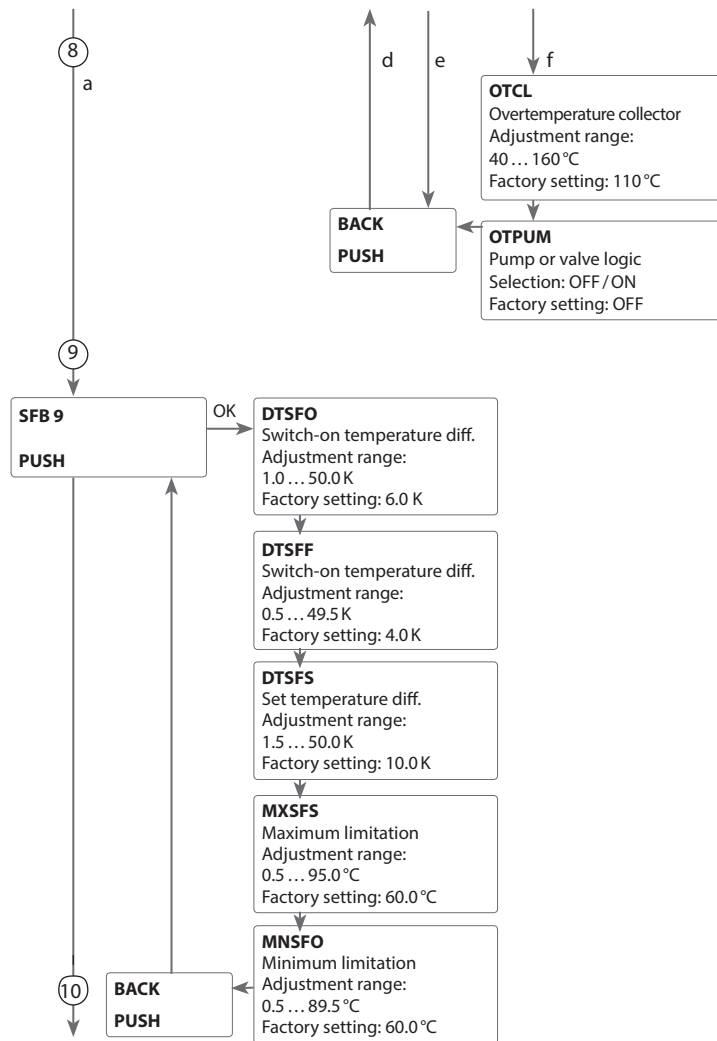 8
a
d
e
f
OTCL
Overtemperature collector
Adjustment range:
40 … 160 °C
Factory setting: 110 °C
BACK
PUSH
OTPUM
Pump or valve logic
Selection: OFF / ON
Factory setting: OFF
9
SFB 9
PUSH
OK
DTSFO
Switch-on temperature diff.
Adjustment range:
1.0 … 50.0 K
Factory setting: 6.0 K
DTSFF
Switch-on temperature diff.
Adjustment range:
0.5 … 49.5 K
Factory setting: 4.0 K
DTSFS
Set temperature diff.
Adjustment range:
1.5 … 50.0 K
Factory setting: 10.0 K
MXSFS
Maximum limitation
Adjustment range:
0.5 … 95.0 °C
Factory setting: 60.0 °C
MNSFO
Minimum limitation
Adjustment range:
0.5 … 89.5 °C
Factory setting: 60.0 °C
10
BACK
PUSH